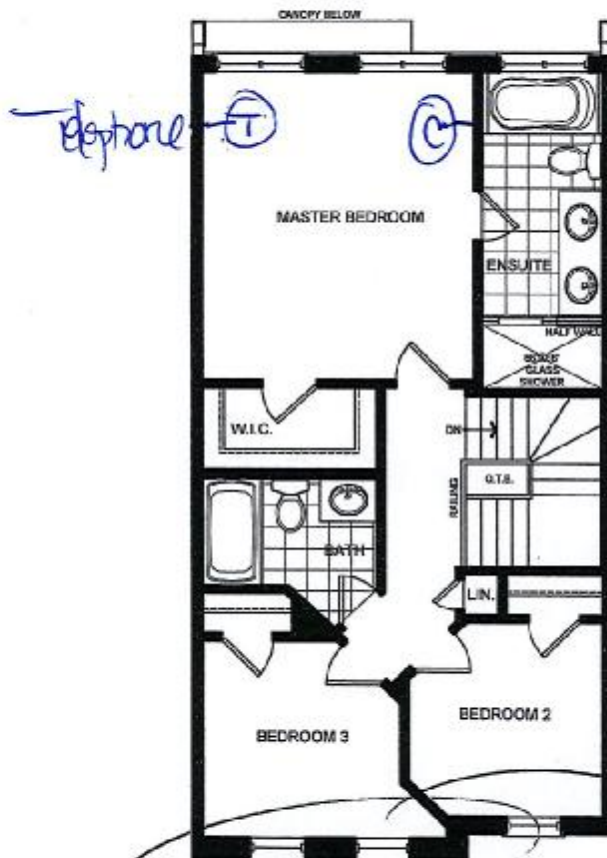 CANOPY BELOW
Telephone
T
C
MASTER BEDROOM
ENSUITE
HALF WALL
GLASS
SHOWER
W.I.C.
DN
O.T.B.
RAILING
BATH
LIN.
BEDROOM 2
BEDROOM 3